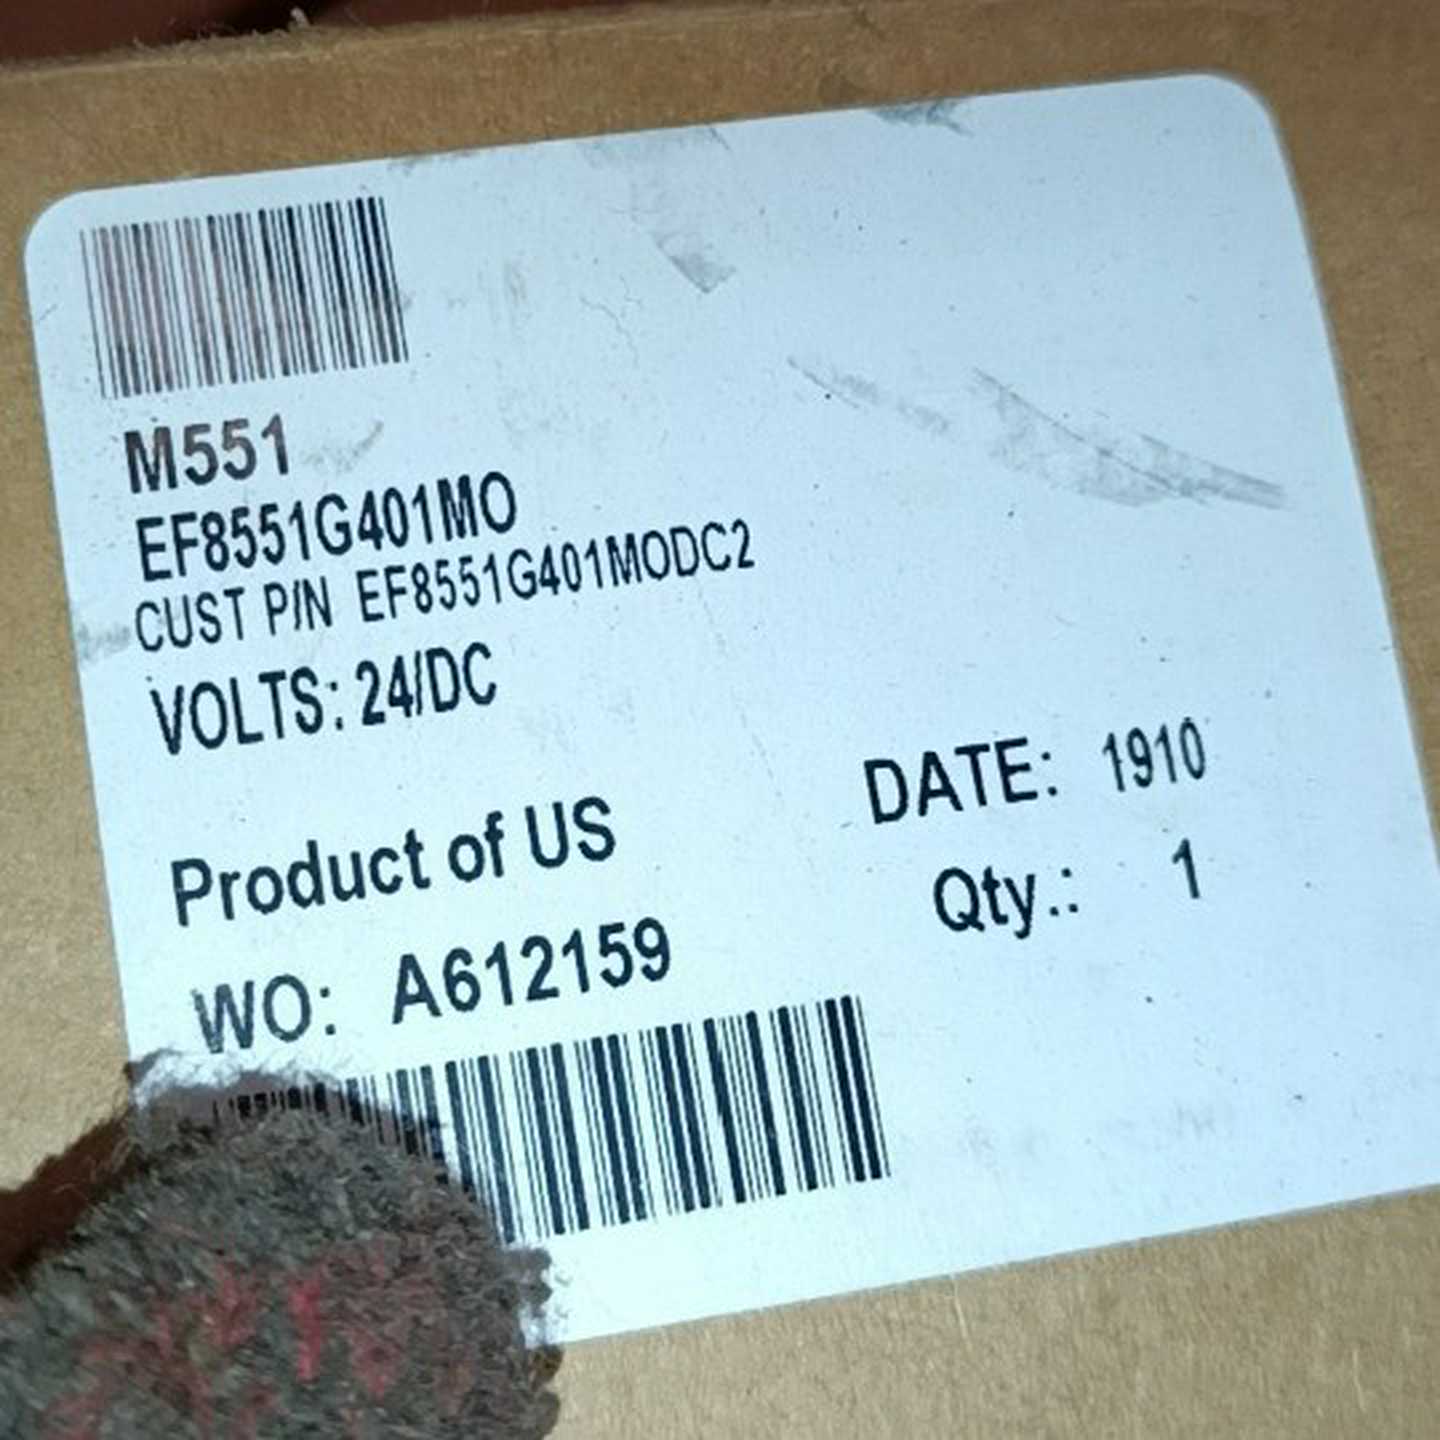 M551
EF8551G401MO
CUST P/N EF8551G401MODC2
VOLTS: 24/DC
Product of US
DATE: 1910
WO: A612159
Qty.: 1